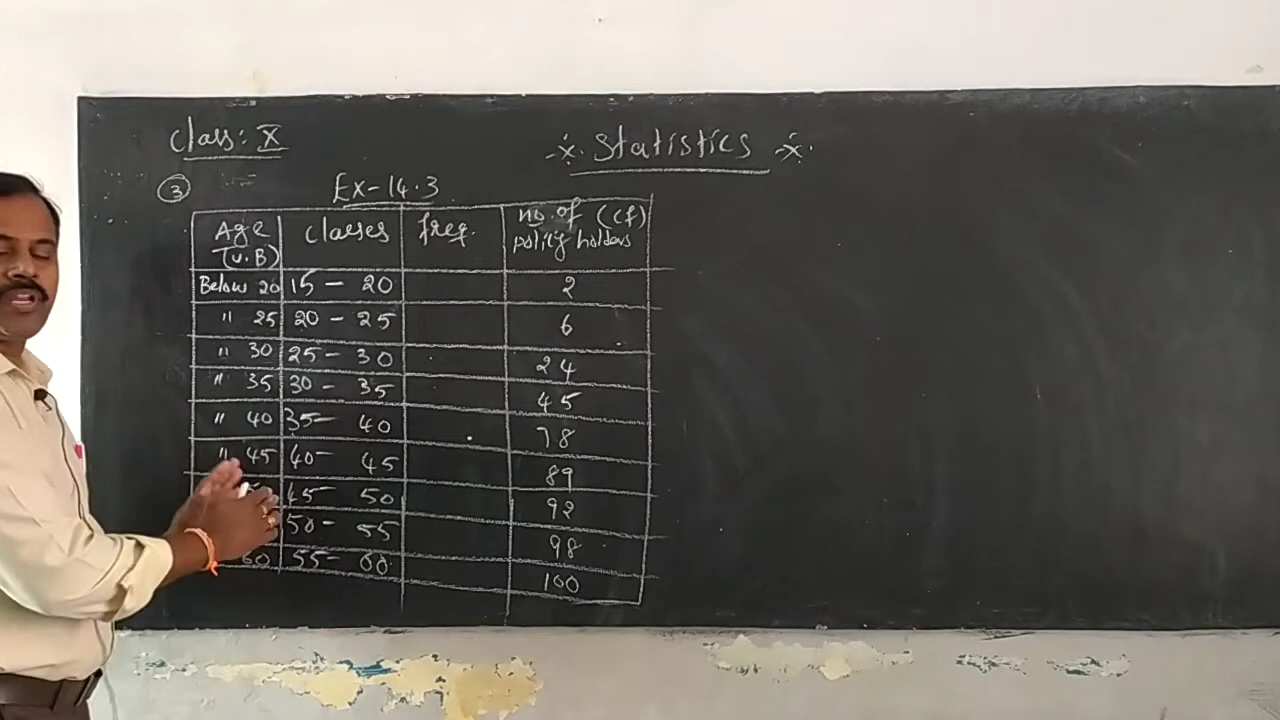 Class: X
-x- Statistics -x-
3
Ex-14.3
Age (U.B) classes freq. no. of (Cf) policy holders
Below 20 15 - 20 2
" 25 20 - 25 6
" 30 25 - 30 24
" 35 30 - 35 45
" 40 35- 40 78
" 45 40- 45 89
45- 50 92
50- 55 98
60 55- 60 100